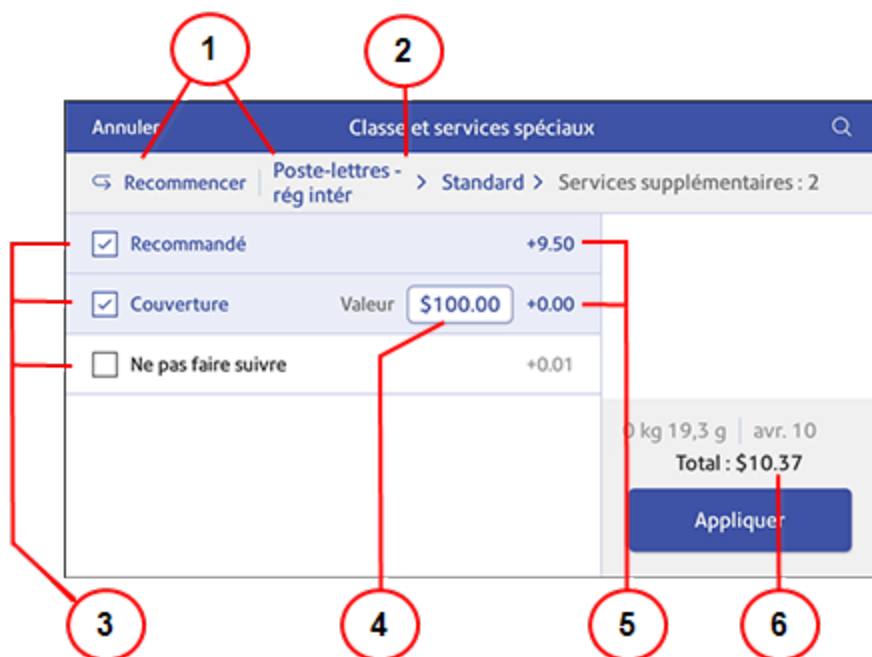 1
2
Annuler
Classe et services spéciaux
Recommencer
Poste-lettres -
rég intér
> Standard > Services supplémentaires : 2
Recommandé +9.50
Couverture Valeur $100.00 +0.00
Ne pas faire suivre +0.01
0 kg 19,3 g | avr. 10
Total : $10.37
Appliquer
3
4
5
6